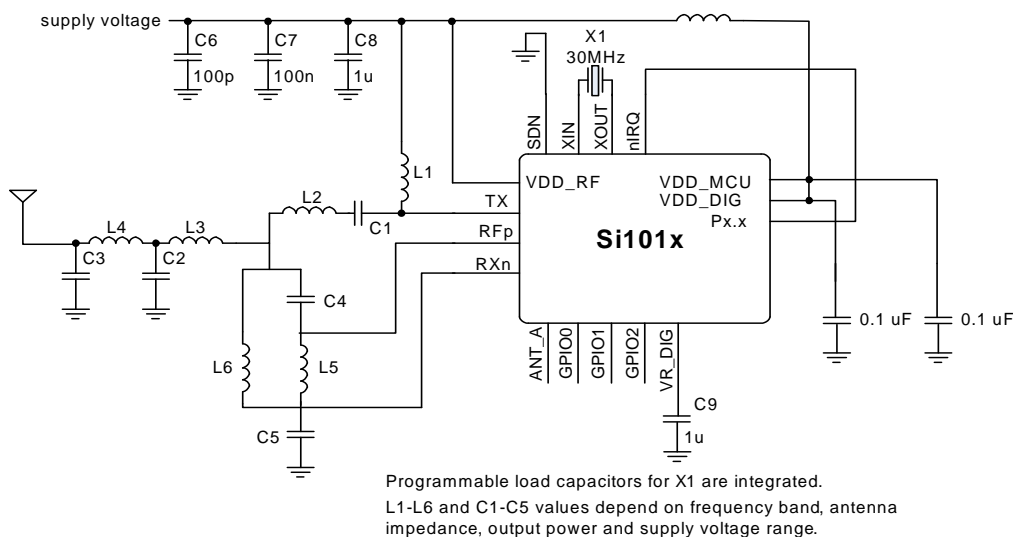 supply voltage
C6
100p
C7
100n
C8
1u
X1
30MHz
SDN
XIN
XOUT
nIRQ
L1
VDD_RF
VDD_MCU
VDD_DIG
Px.x
TX
RFp
RXn
Si101x
L2
C1
L4
L3
C3
C2
C4
L6
L5
C5
ANT_A
GPIO0
GPIO1
GPIO2
VR_DIG
C9
1u
0.1 uF
0.1 uF
Programmable load capacitors for X1 are integrated.
L1-L6 and C1-C5 values depend on frequency band, antenna
impedance, output power and supply voltage range.